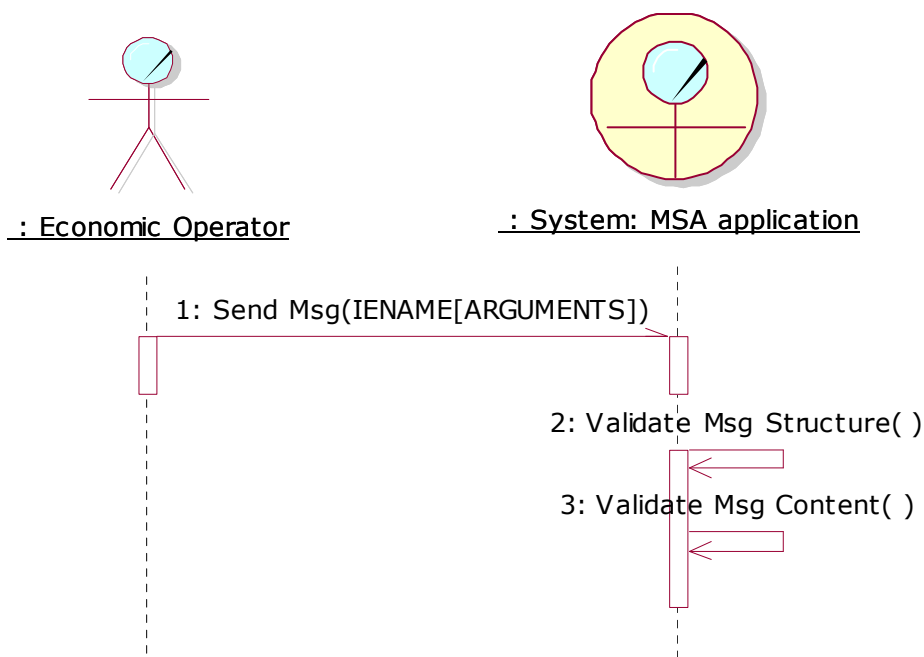 : Economic Operator
: System: MSA application
1: Send Msg(IENAME[ARGUMENTS])
2: Validate Msg Structure( )
3: Validate Msg Content( )